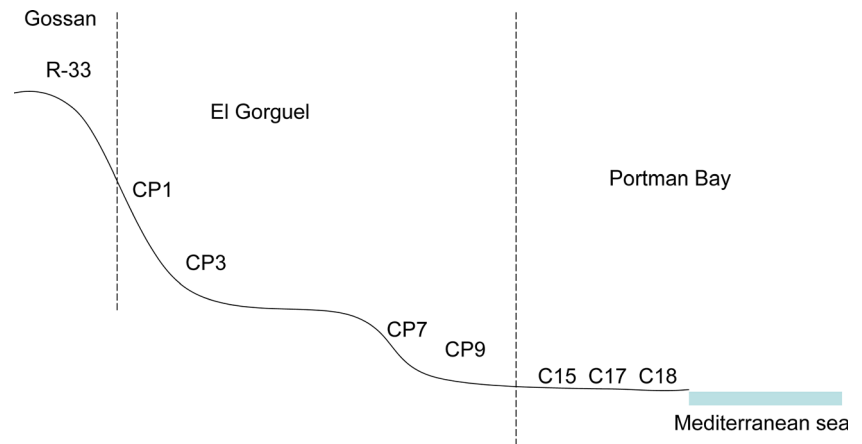 Gossan
R-33
El Gorguel
Portman Bay
CP1
CP3
CP7
CP9
C15 C17 C18
Mediterranean sea